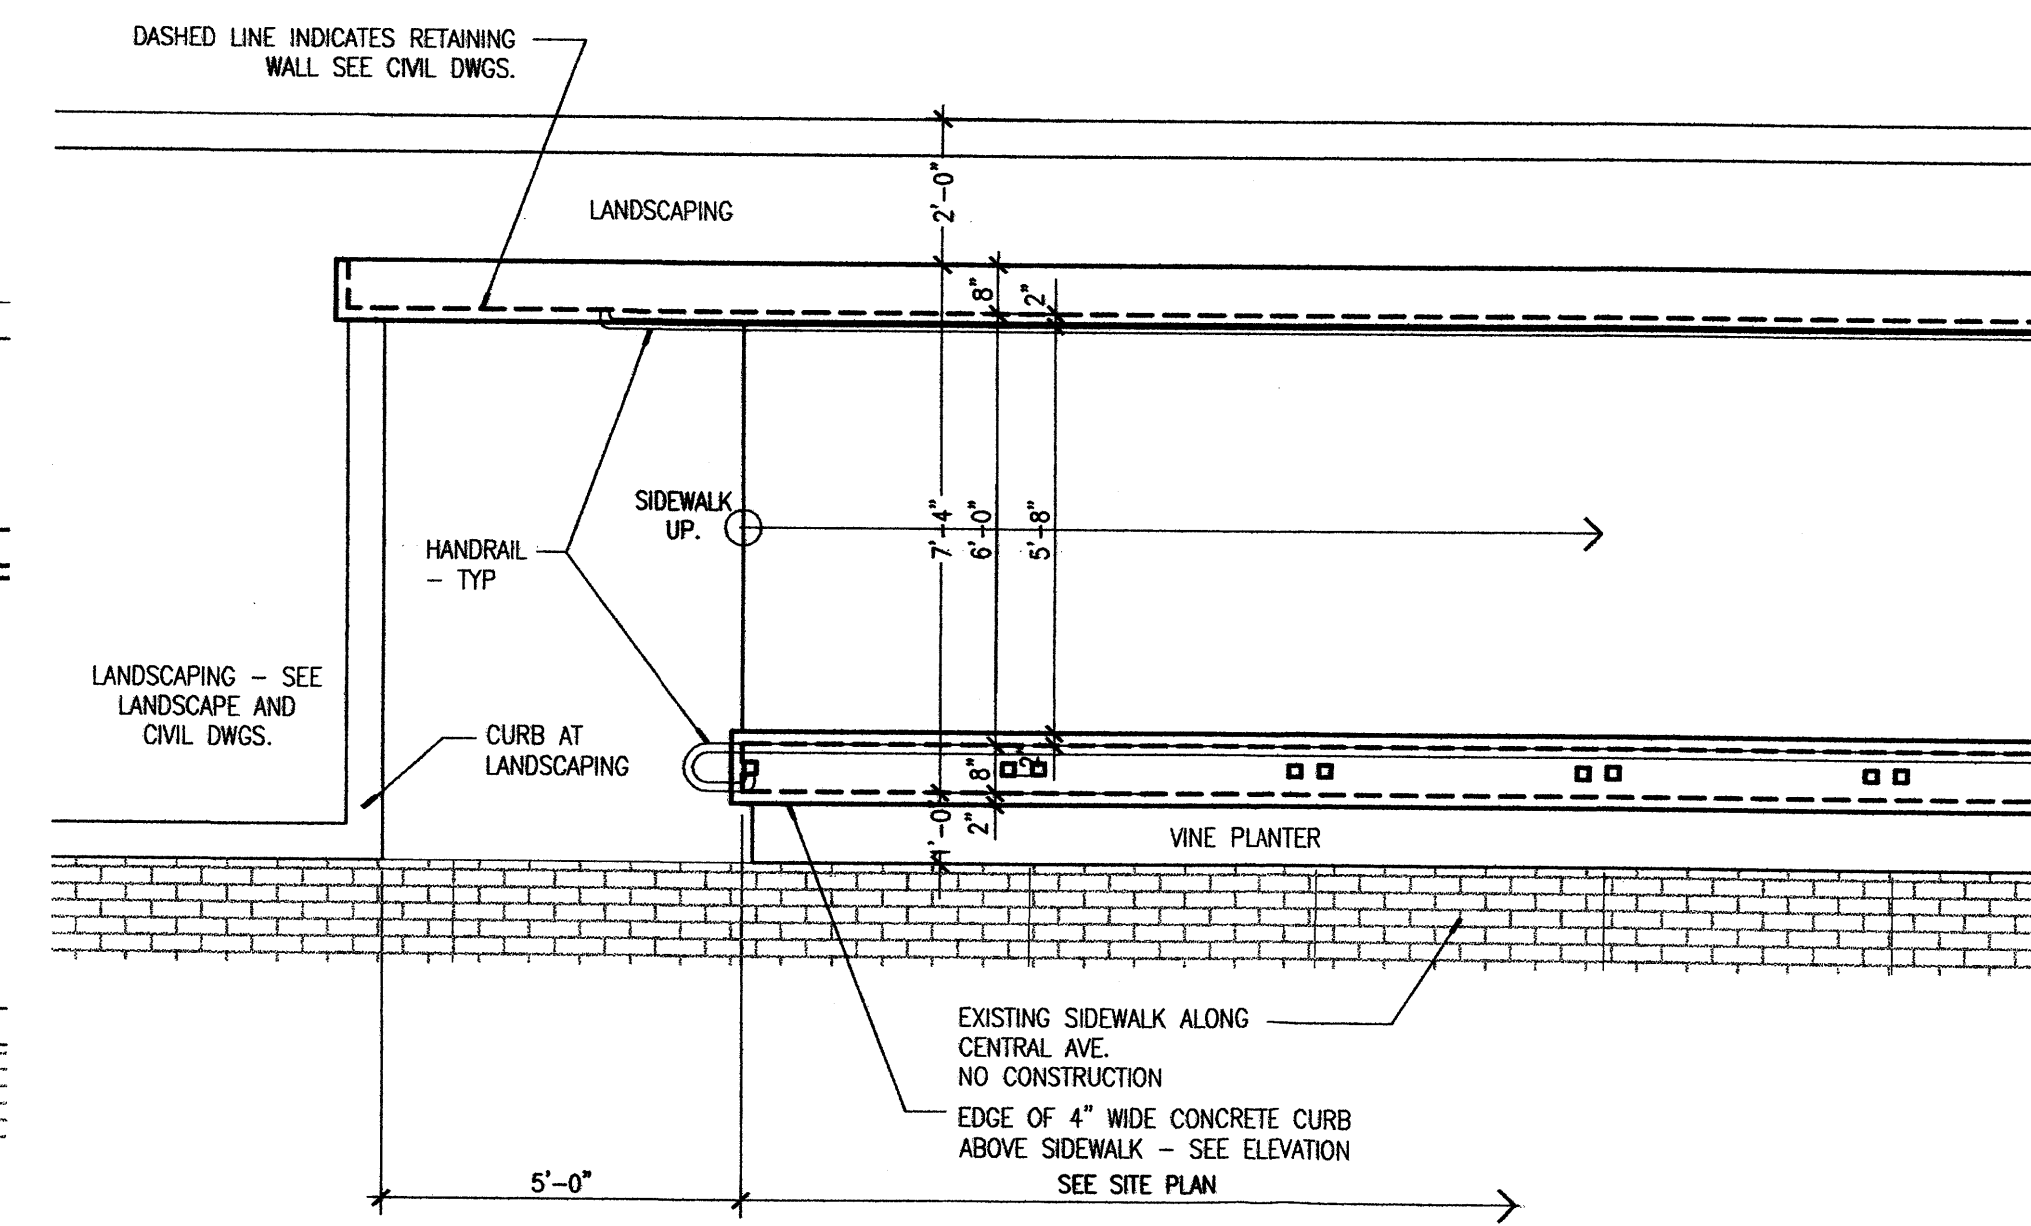 DASHED LINE INDICATES RETAINING
WALL SEE CIVIL DWGS.
2'-0"
LANDSCAPING
8"
2"
SIDEWALK
UP.
7'-4"
6'-0"
5'-8"
HANDRAIL
- TYP
LANDSCAPING - SEE
LANDSCAPE AND
CIVIL DWGS.
CURB AT
LANDSCAPING
8"
2"
1'-0"
2"
VINE PLANTER
EXISTING SIDEWALK ALONG
CENTRAL AVE.
NO CONSTRUCTION
EDGE OF 4" WIDE CONCRETE CURB
ABOVE SIDEWALK - SEE ELEVATION
5'-0"
SEE SITE PLAN